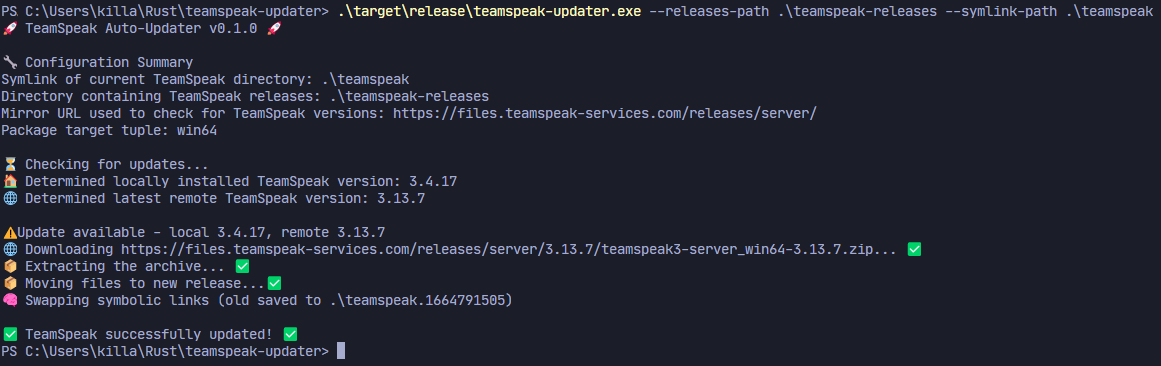 PS C:\Users\killa\Rust\teamspeak-updater> .\target\release\teamspeak-updater.exe --releases-path .\teamspeak-releases --symlink-path .\teamspeak
🚀 TeamSpeak Auto-Updater v0.1.0 🚀
🔧 Configuration Summary
Symlink of current TeamSpeak directory: .\teamspeak
Directory containing TeamSpeak releases: .\teamspeak-releases
Mirror URL used to check for TeamSpeak versions: https://files.teamspeak-services.com/releases/server/
Package target tuple: win64
⏳ Checking for updates...
🏠 Determined locally installed TeamSpeak version: 3.4.17
🌐 Determined latest remote TeamSpeak version: 3.13.7
⚠️Update available - local 3.4.17, remote 3.13.7
🌐 Downloading https://files.teamspeak-services.com/releases/server/3.13.7/teamspeak3-server_win64-3.13.7.zip... ✅
📦 Extracting the archive... ✅
📦 Moving files to new release...✅
🧠 Swapping symbolic links (old saved to .\teamspeak.1664791505)
✅ TeamSpeak successfully updated! ✅
PS C:\Users\killa\Rust\teamspeak-updater>